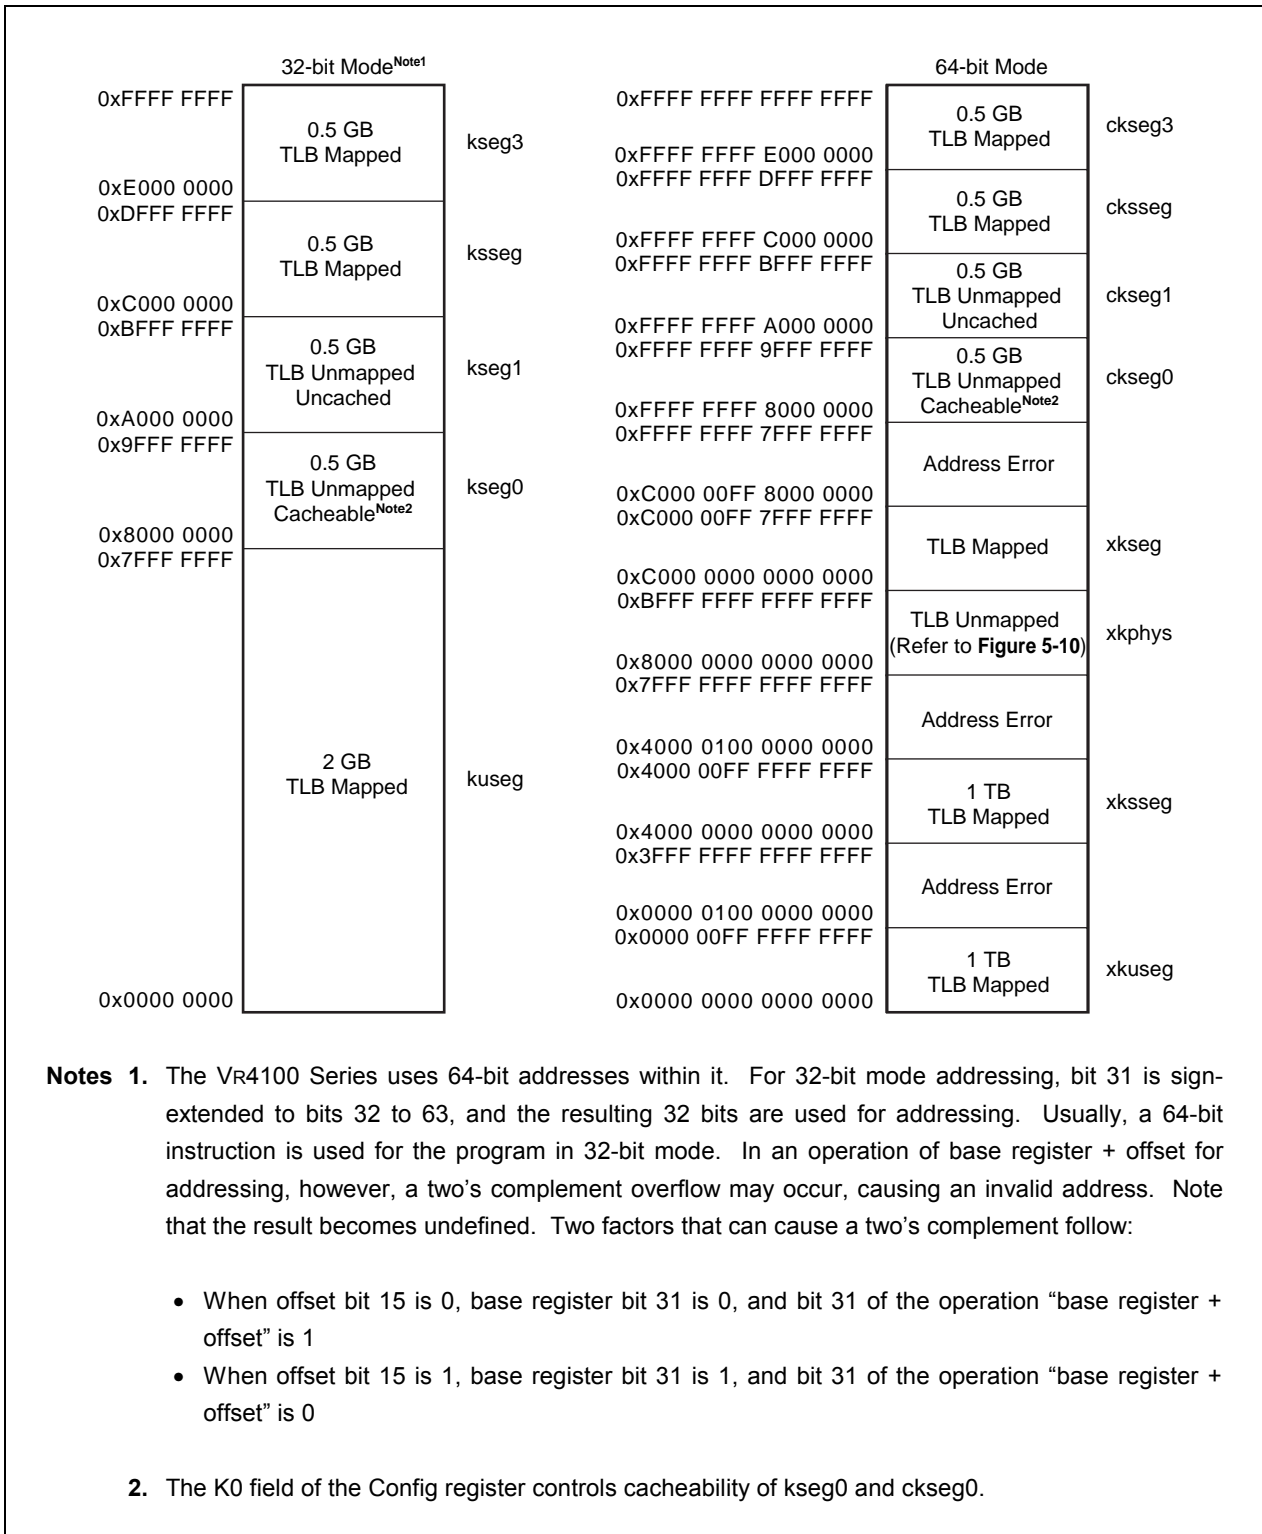 32-bit ModeNote1
0xFFFF FFFF
0.5 GB
TLB Mapped
kseg3
0xE000 0000
0xDFFF FFFF
0.5 GB
TLB Mapped
ksseg
0xC000 0000
0xBFFF FFFF
0.5 GB
TLB Unmapped
Uncached
kseg1
0xA000 0000
0x9FFF FFFF
0.5 GB
TLB Unmapped
CacheableNote2
kseg0
0x8000 0000
0x7FFF FFFF
2 GB
TLB Mapped
kuseg
0x0000 0000
64-bit Mode
0xFFFF FFFF FFFF FFFF
0.5 GB
TLB Mapped
ckseg3
0xFFFF FFFF E000 0000
0xFFFF FFFF DFFF FFFF
0.5 GB
TLB Mapped
cksseg
0xFFFF FFFF C000 0000
0xFFFF FFFF BFFF FFFF
0.5 GB
TLB Unmapped
Uncached
ckseg1
0xFFFF FFFF A000 0000
0xFFFF FFFF 9FFF FFFF
0.5 GB
TLB Unmapped
CacheableNote2
ckseg0
0xFFFF FFFF 8000 0000
0xFFFF FFFF 7FFF FFFF
Address Error
0xC000 00FF 8000 0000
0xC000 00FF 7FFF FFFF
TLB Mapped
xkseg
0xC000 0000 0000 0000
0xBFFF FFFF FFFF FFFF
TLB Unmapped
(Refer to Figure 5-10)
xkphys
0x8000 0000 0000 0000
0x7FFF FFFF FFFF FFFF
Address Error
0x4000 0100 0000 0000
0x4000 00FF FFFF FFFF
1 TB
TLB Mapped
xksseg
0x4000 0000 0000 0000
0x3FFF FFFF FFFF FFFF
Address Error
0x0000 0100 0000 0000
0x0000 00FF FFFF FFFF
1 TB
TLB Mapped
xkuseg
0x0000 0000 0000 0000
Notes 1. The VR4100 Series uses 64-bit addresses within it. For 32-bit mode addressing, bit 31 is sign-
extended to bits 32 to 63, and the resulting 32 bits are used for addressing. Usually, a 64-bit
instruction is used for the program in 32-bit mode. In an operation of base register + offset for
addressing, however, a two's complement overflow may occur, causing an invalid address. Note
that the result becomes undefined. Two factors that can cause a two's complement follow:
• When offset bit 15 is 0, base register bit 31 is 0, and bit 31 of the operation “base register +
offset” is 1
• When offset bit 15 is 1, base register bit 31 is 1, and bit 31 of the operation “base register +
offset” is 0
2. The K0 field of the Config register controls cacheability of kseg0 and ckseg0.